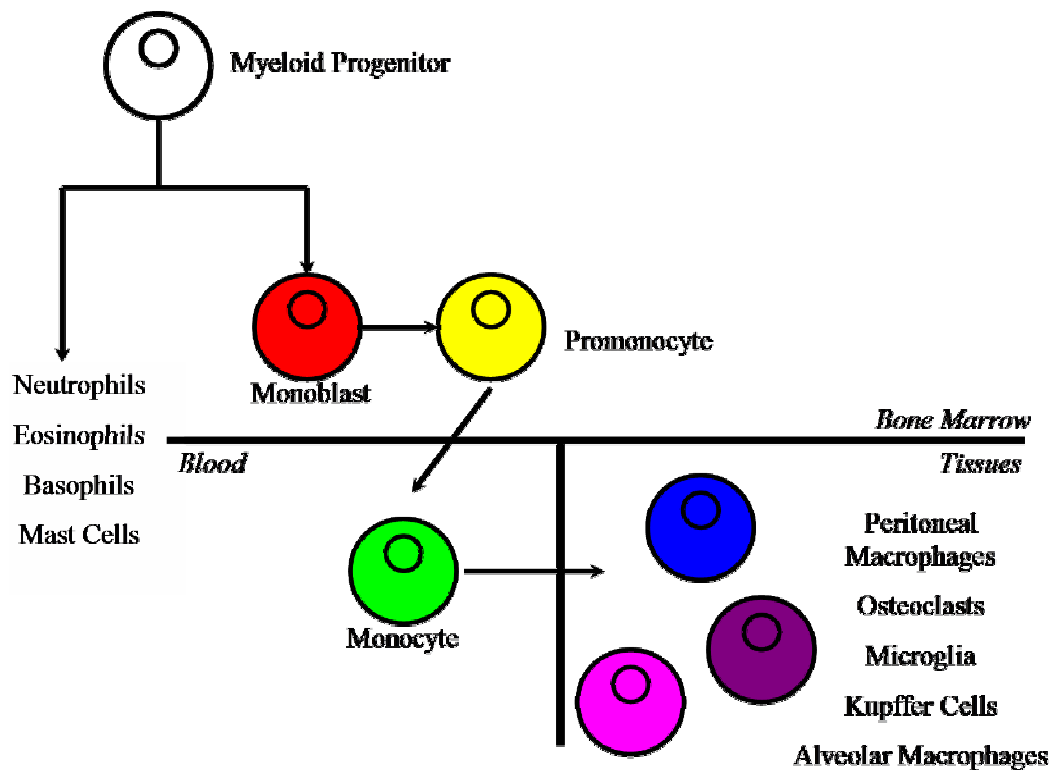 Myeloid Progenitor
Monoblast
Promonocyte
Neutrophils
Eosinophils
Basophils
Mast Cells
Bone Marrow
Blood
Tissues
Monocyte
Peritoneal
Macrophages
Osteoclasts
Microglia
Kupffer Cells
Alveolar Macrophages